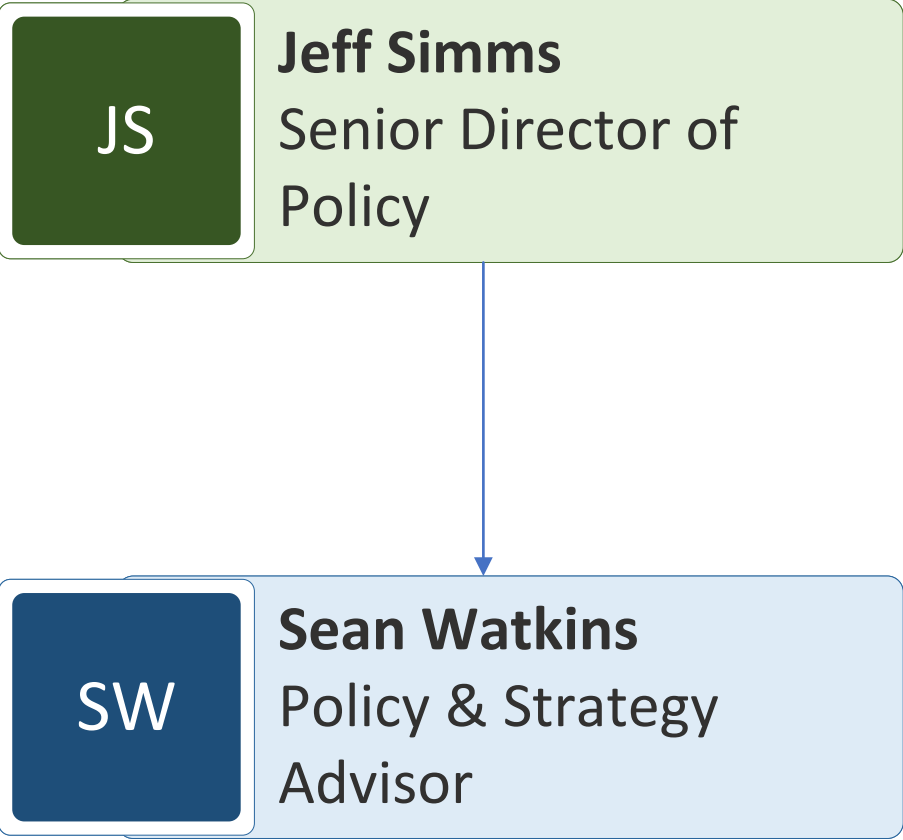 JS
Jeff Simms
Senior Director of
Policy
SW
Sean Watkins
Policy & Strategy
Advisor